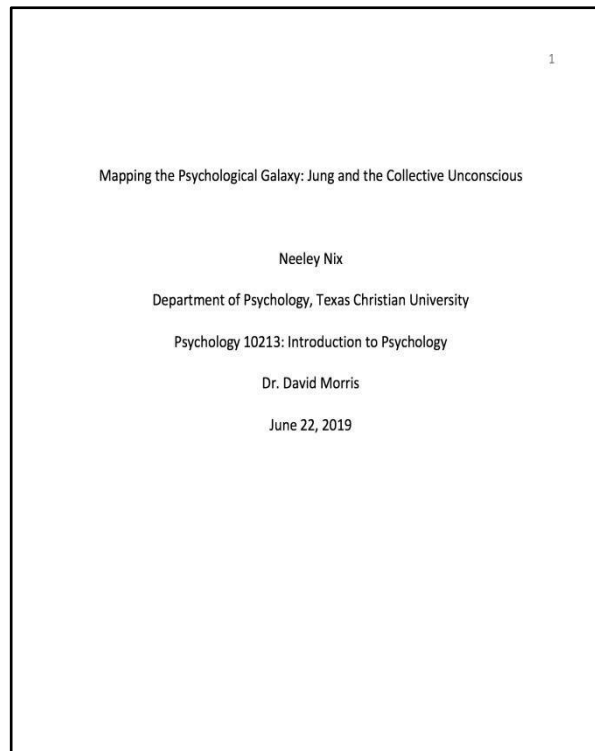 1
Mapping the Psychological Galaxy: Jung and the Collective Unconscious
Neeley Nix
Department of Psychology, Texas Christian University
Psychology 10213: Introduction to Psychology
Dr. David Morris
June 22, 2019